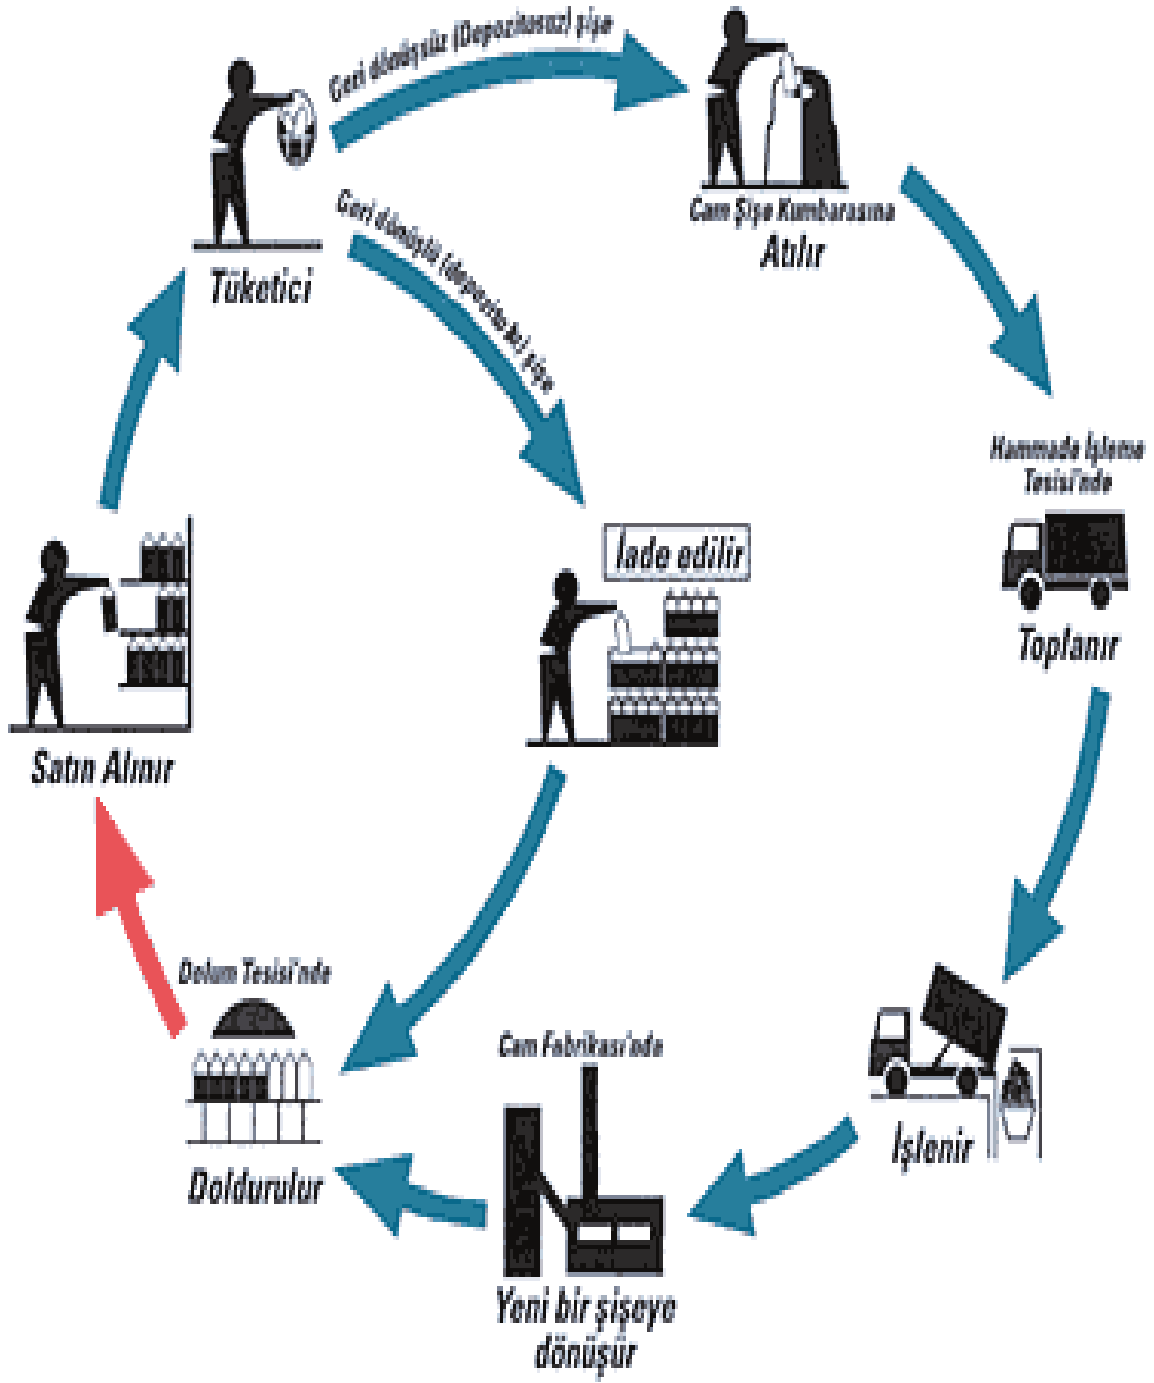 Geri dönüşsüz (Depozitosuz) şişe
Tüketici
Cam Şişe Kumbarasına
Atılır
Geri dönüşlü (depozitolu) şişe
Hammade İşleme
Tesisi'nde
Toplanır
İade edilir
Satın Alınır
Dolum Tesisi'nde
Doldurulur
Cam Fabrikası'nda
Yeni bir şişeye
dönüşür
İşlenir